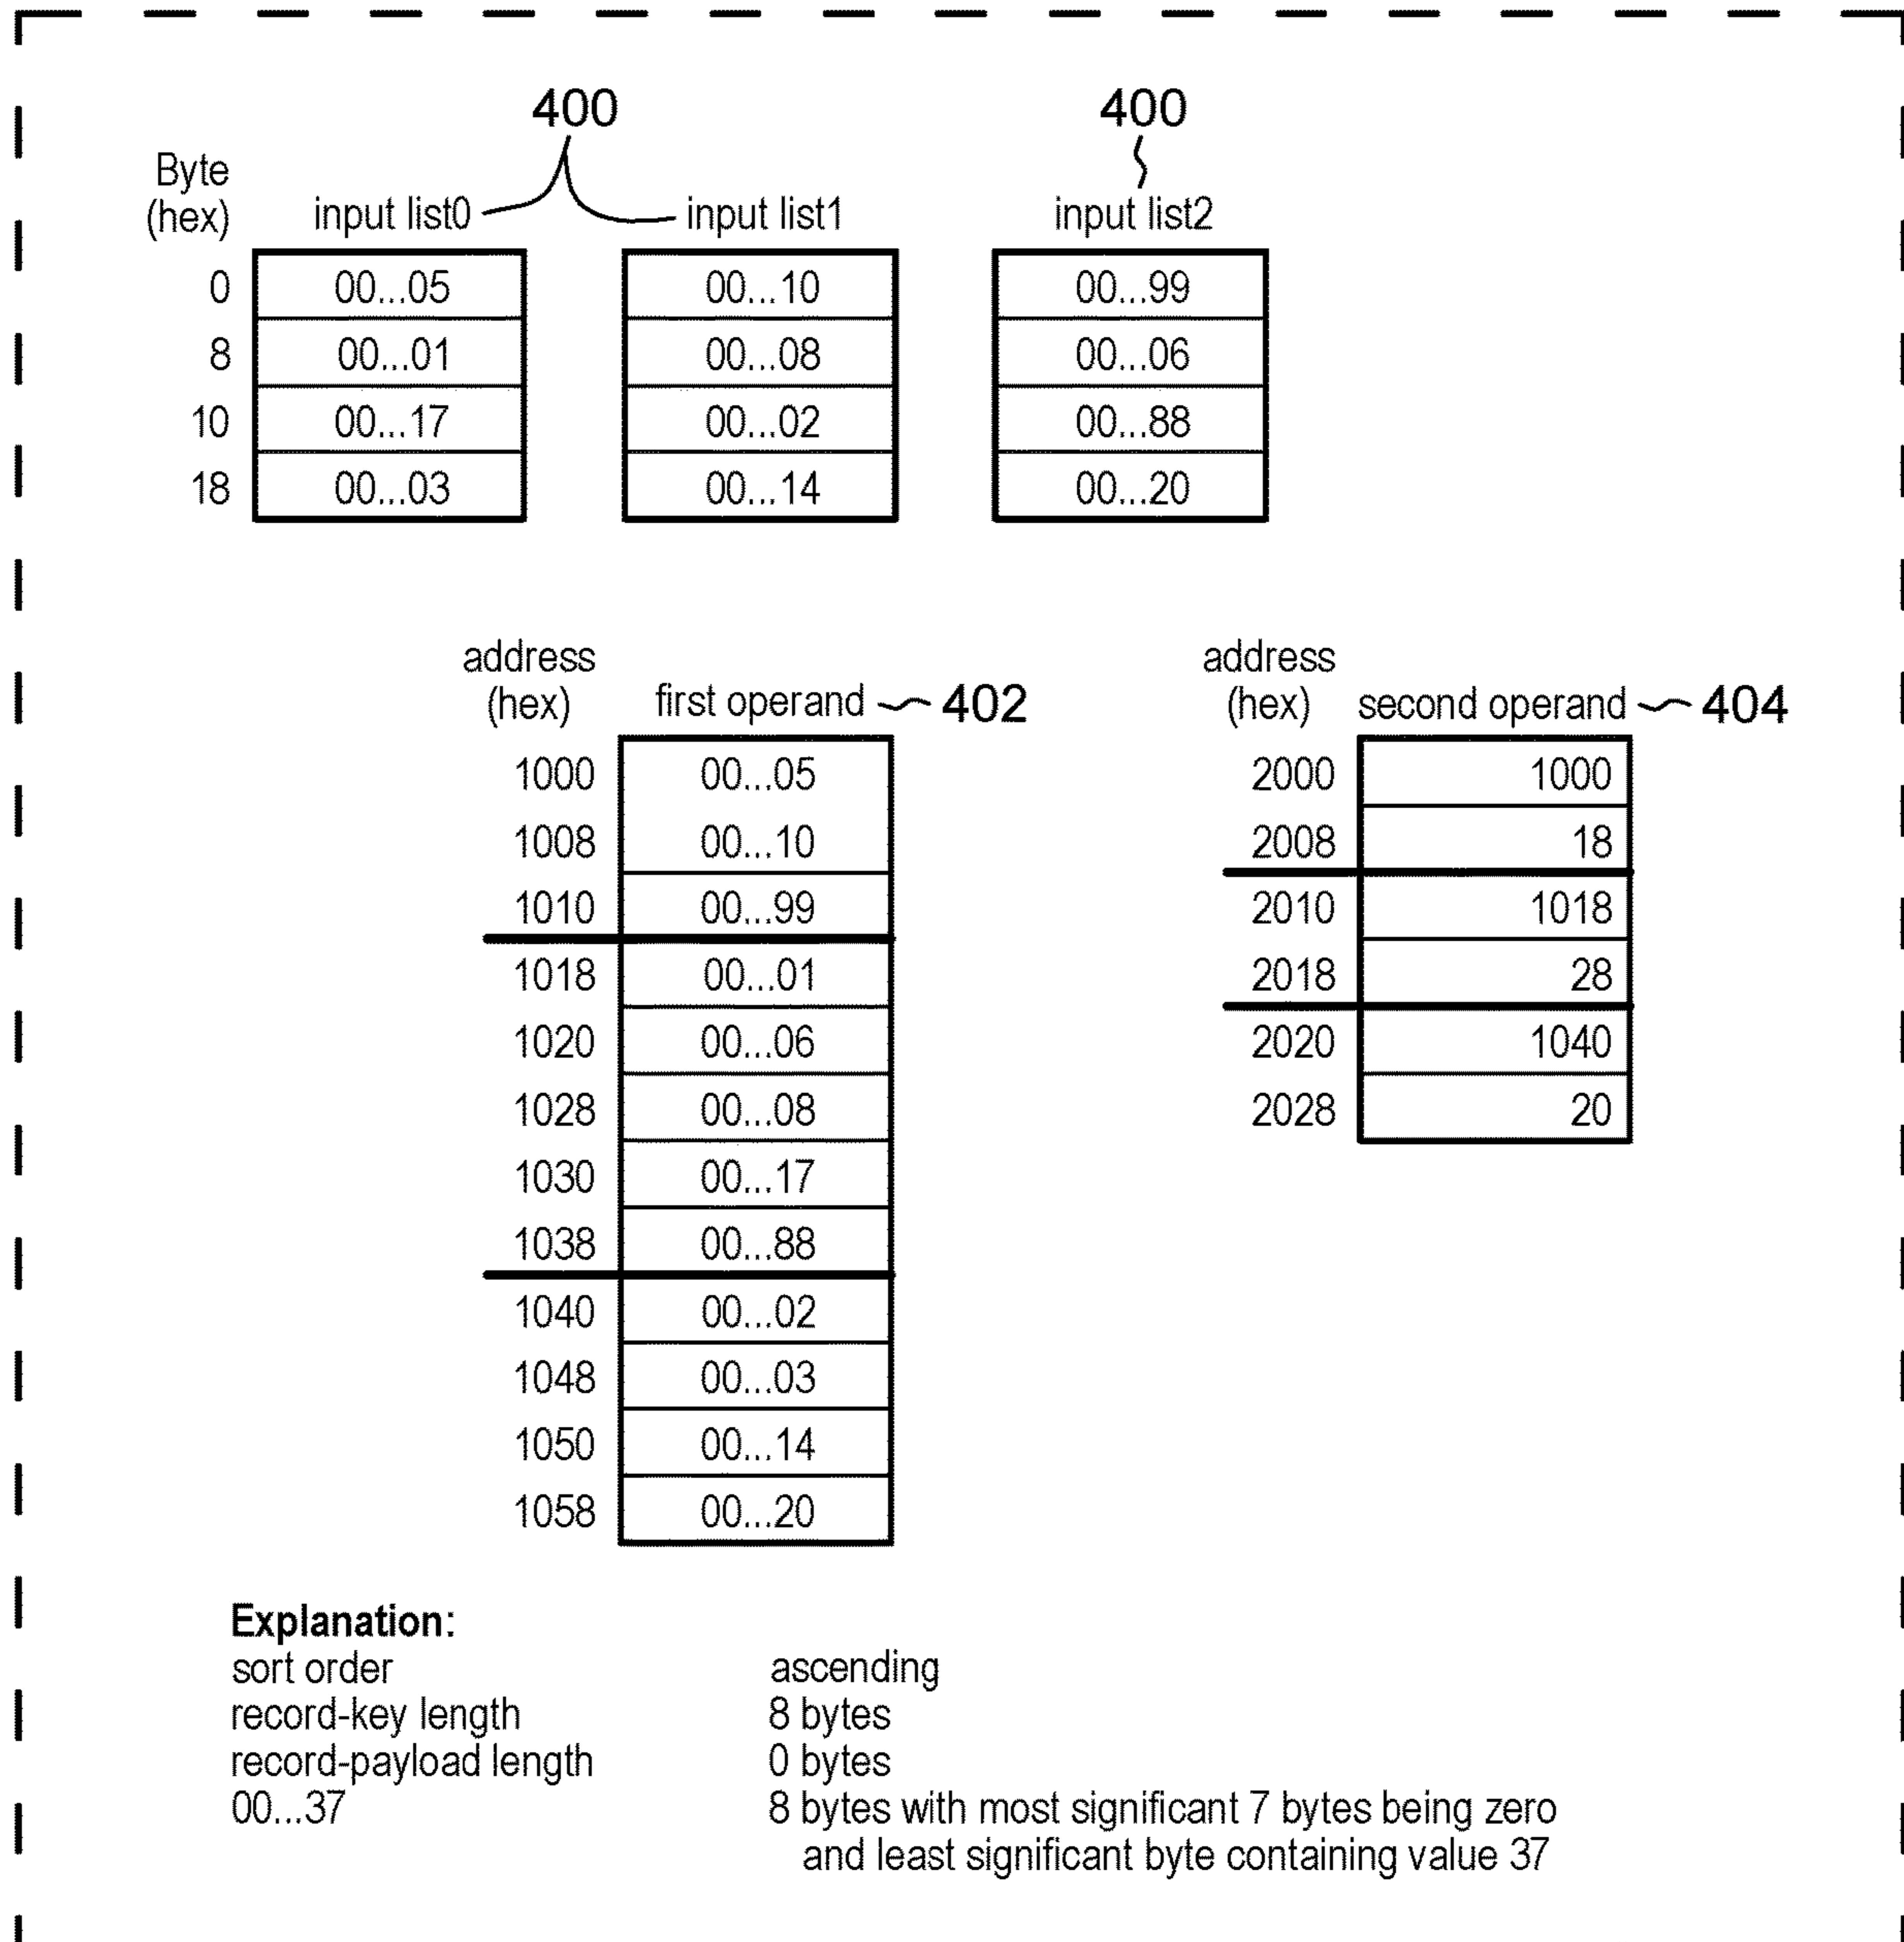 400 400
Byte
(hex) input list0 input list1 input list2
0 00...05 00...10 00...99
8 00...01 00...08 00...06
10 00...17 00...02 00...88
18 00...03 00...14 00...20
address address
(hex) first operand 402 (hex) second operand 404
1000 00...05 2000 1000
1008 00...10 2008 18
1010 00...99 2010 1018
1018 00...01 2018 28
1020 00...06 2020 1040
1028 00...08 2028 20
1030 00...17
1038 00...88
1040 00...02
1048 00...03
1050 00...14
1058 00...20
Explanation:
sort order ascending
record-key length 8 bytes
record-payload length 0 bytes
00...37 8 bytes with most significant 7 bytes being zero
and least significant byte containing value 37